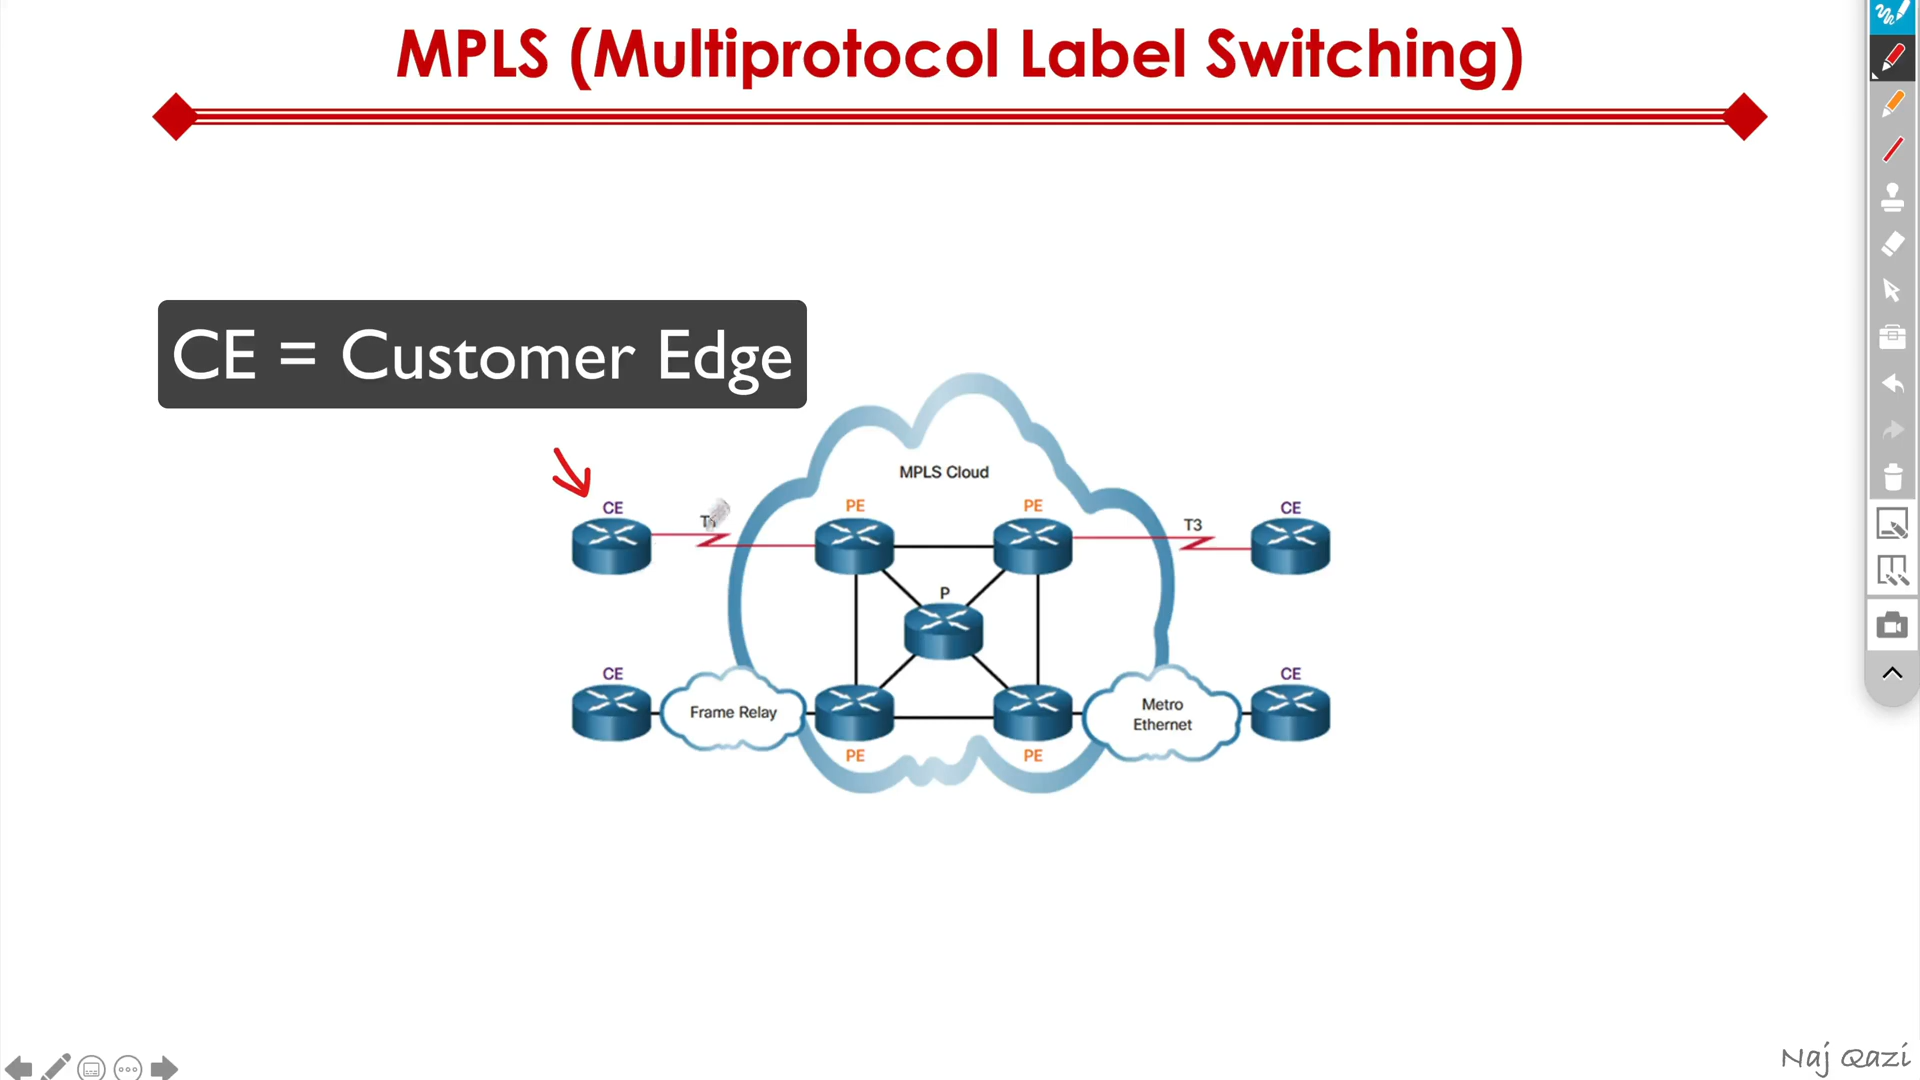 MPLS (Multiprotocol Label Switching)
CE = Customer Edge
MPLS Cloud
CE
PE
PE
T3
CE
P
CE
Frame Relay
Metro
Ethernet
CE
PE
PE
Naj Qazi